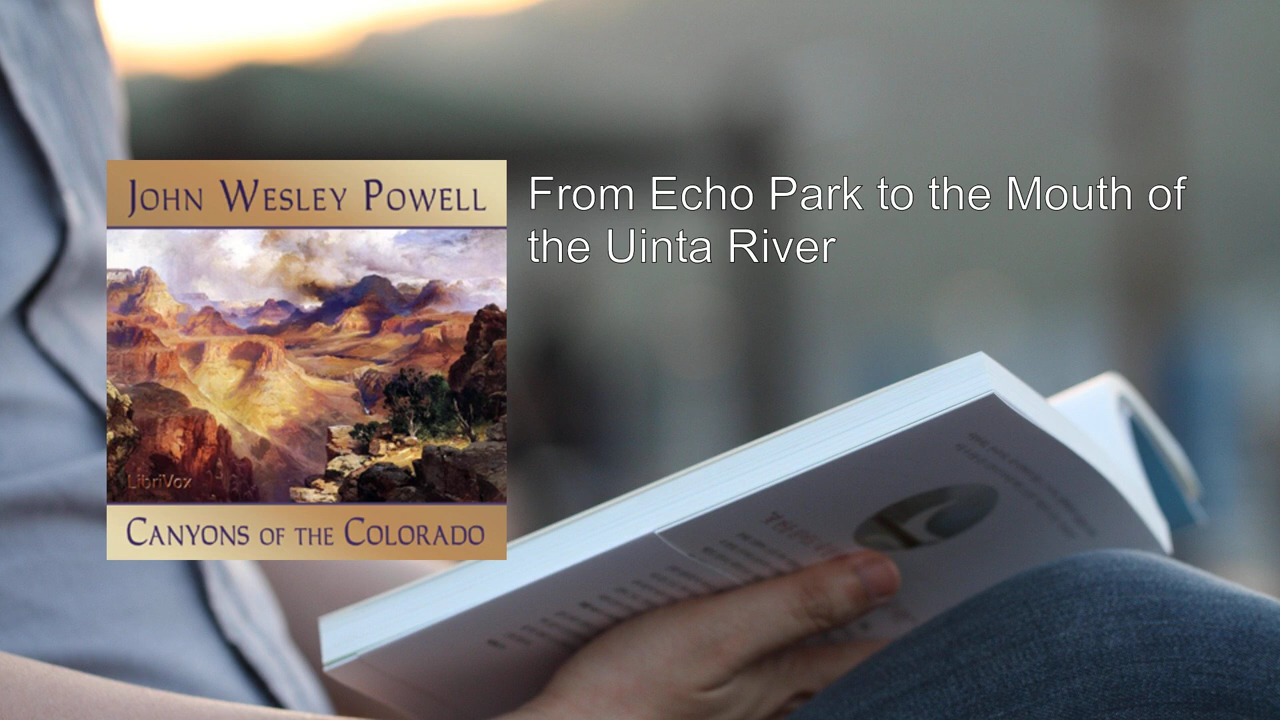 John Wesley Powell
LibriVox
Canyons of the Colorado
From Echo Park to the Mouth of
the Uinta River